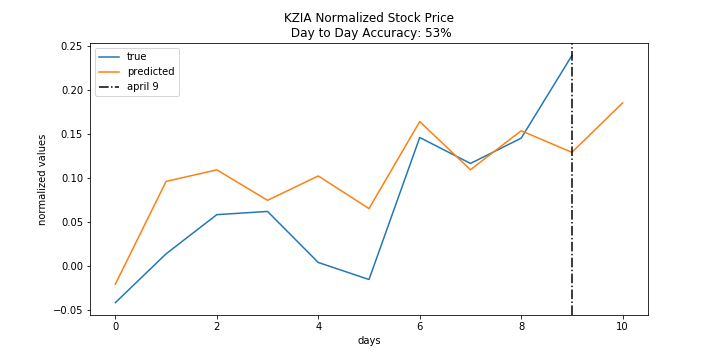 KZIA Normalized Stock Price
Day to Day Accuracy: 53%
normalized values
0.25
0.20
0.15
0.10
0.05
0.00
−0.05
true
predicted
april 9
0 2 4 6 8 10
days